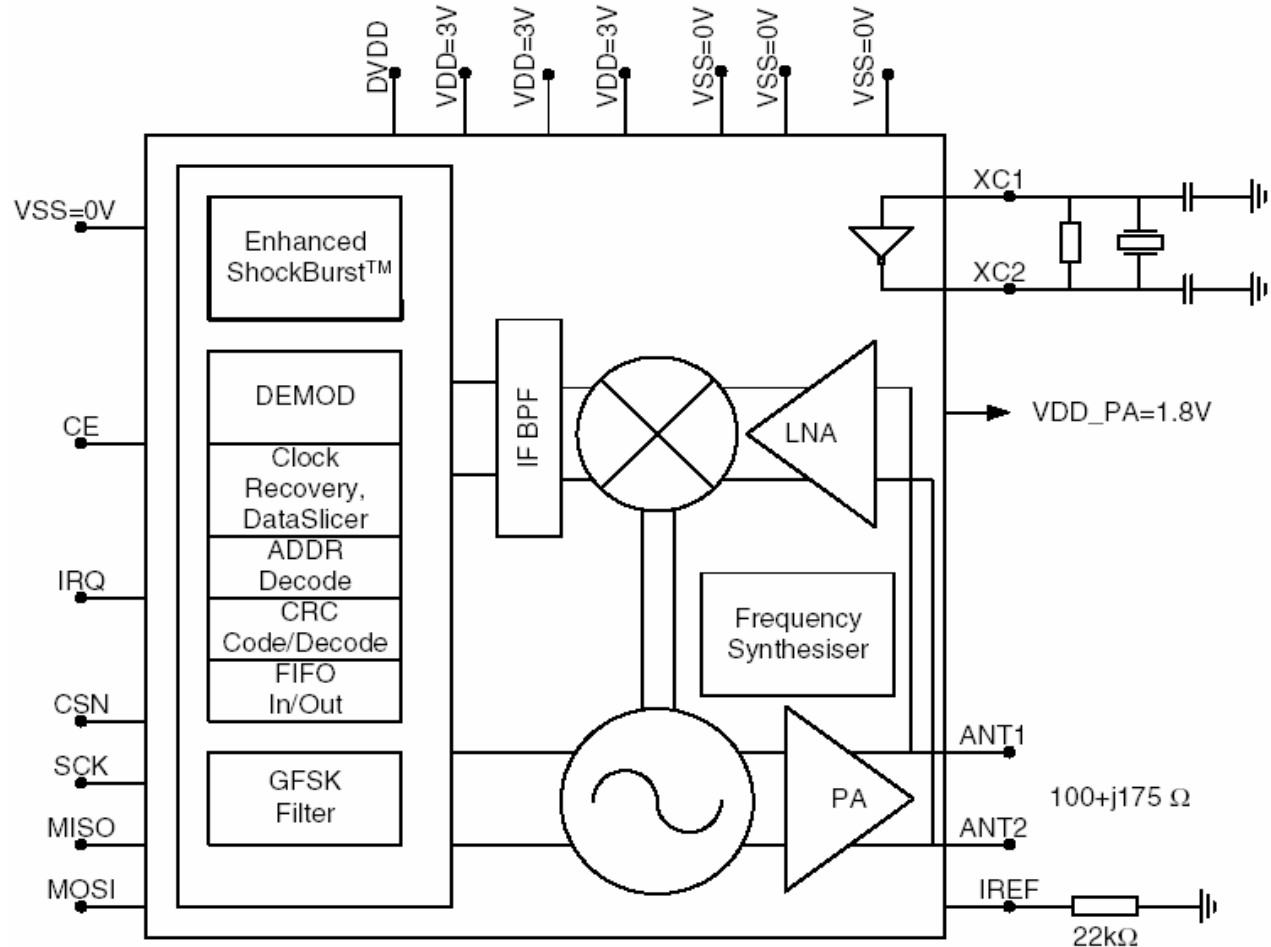 DVDD
VDD=3V
VDD=3V
VDD=3V
VSS=0V
VSS=0V
VSS=0V
VSS=0V
CE
IRQ
CSN
SCK
MISO
MOSI
Enhanced
ShockBurst™
DEMOD
Clock
Recovery,
DataSlicer
ADDR
Decode
CRC
Code/Decode
FIFO
In/Out
GFSK
Filter
IF BPF
LNA
Frequency
Synthesiser
PA
XC1
XC2
VDD_PA=1.8V
ANT1
100+j175 Ω
ANT2
IREF
22kΩ